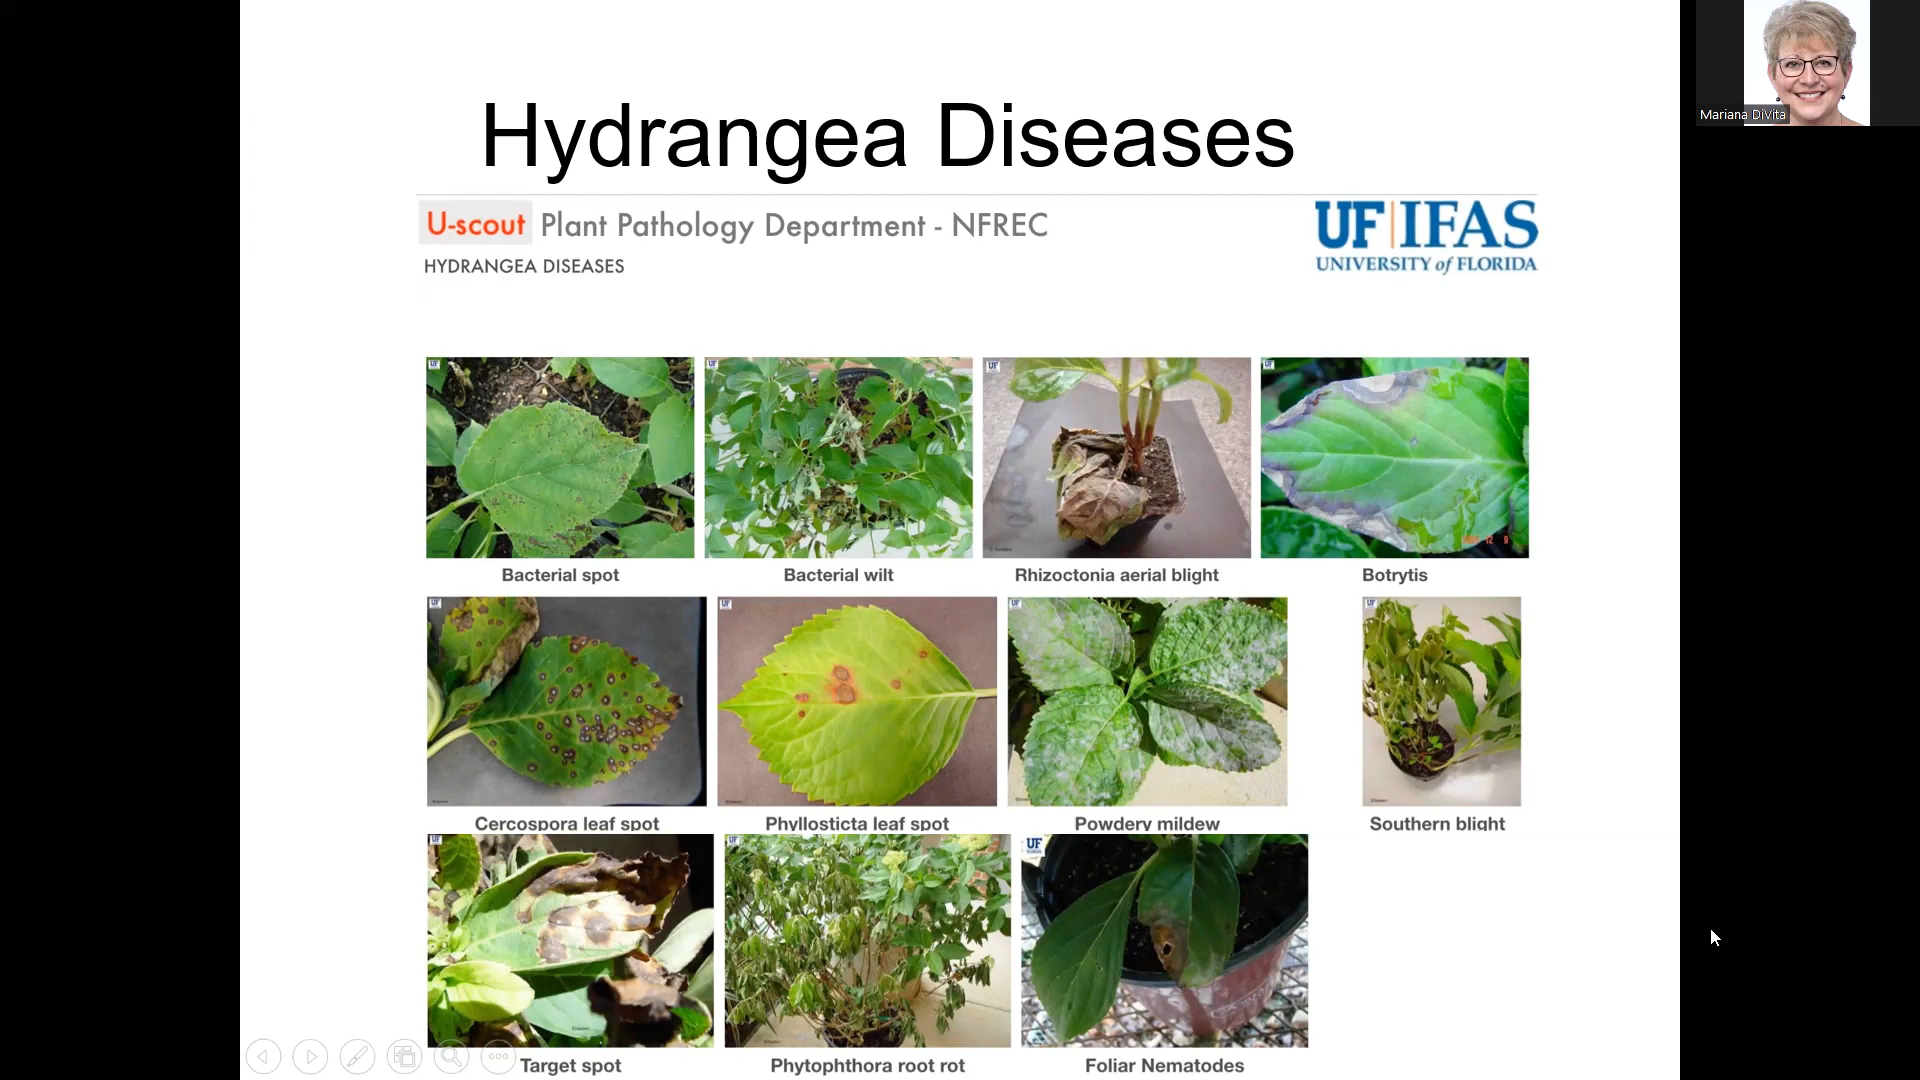 Hydrangea Diseases
Mariana DiVita
U-scout Plant Pathology Department - NFREC
UF|IFAS
UNIVERSITY of FLORIDA
HYDRANGEA DISEASES
Bacterial spot
Bacterial wilt
Rhizoctonia aerial blight
Botrytis
Cercospora leaf spot
Phyllosticta leaf spot
Powdery mildew
Southern blight
Target spot
Phytophthora root rot
Foliar Nematodes